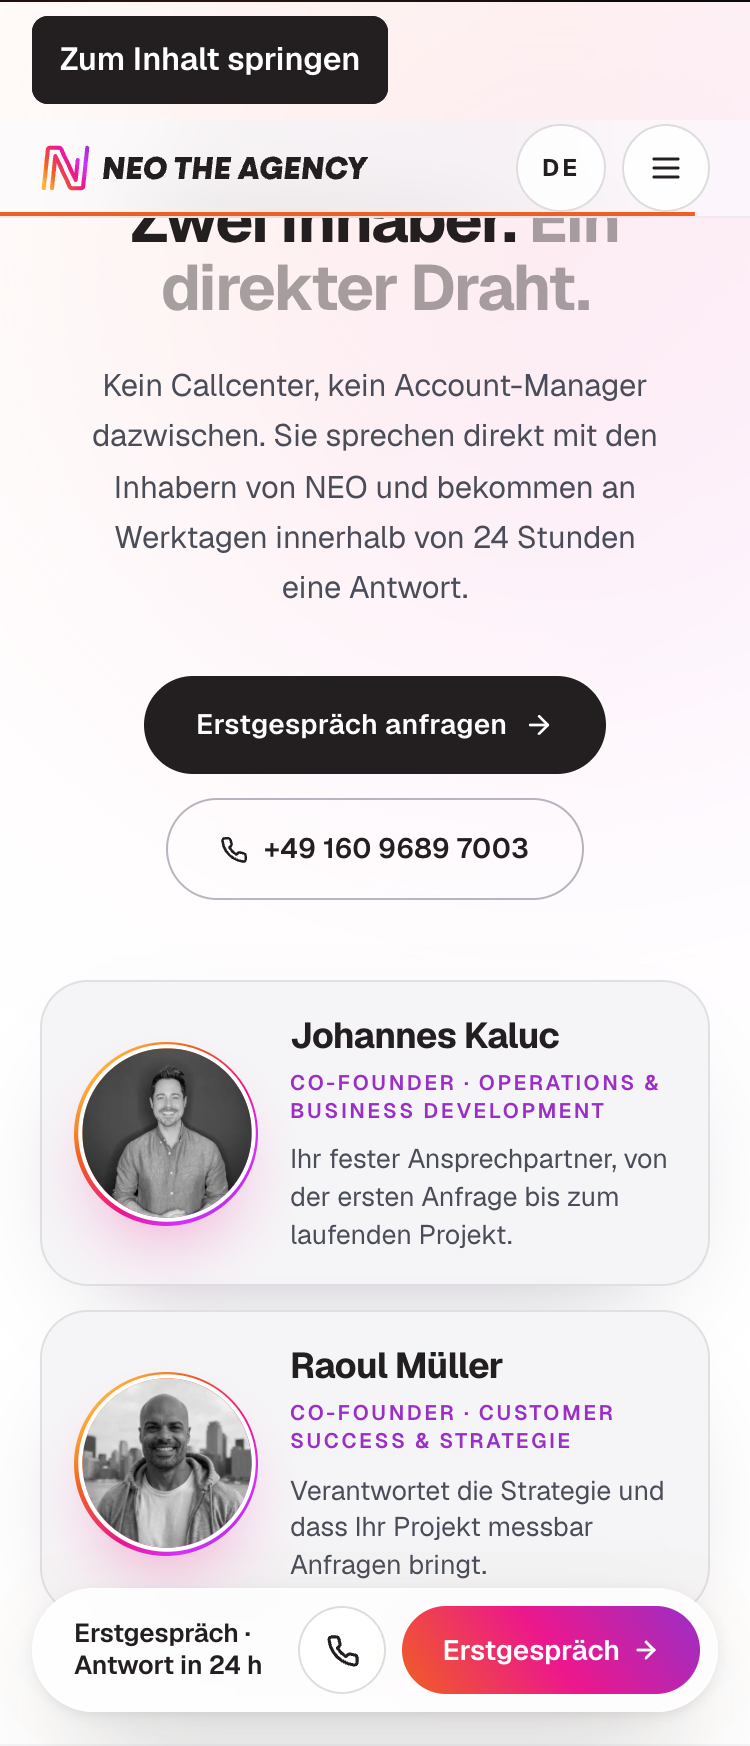 Zum Inhalt springen
NEO THE AGENCY
DE
Zwei Inhaber. Ein
direkter Draht.
Kein Callcenter, kein Account-Manager
dazwischen. Sie sprechen direkt mit den
Inhabern von NEO und bekommen an
Werktagen innerhalb von 24 Stunden
eine Antwort.
Erstgespräch anfragen
+49 160 9689 7003
Johannes Kaluc
CO-FOUNDER · OPERATIONS &
BUSINESS DEVELOPMENT
Ihr fester Ansprechpartner, von
der ersten Anfrage bis zum
laufenden Projekt.
Raoul Müller
CO-FOUNDER · CUSTOMER
SUCCESS & STRATEGIE
Verantwortet die Strategie und
dass Ihr Projekt messbar
Anfragen bringt.
Erstgespräch ·
Antwort in 24 h
Erstgespräch